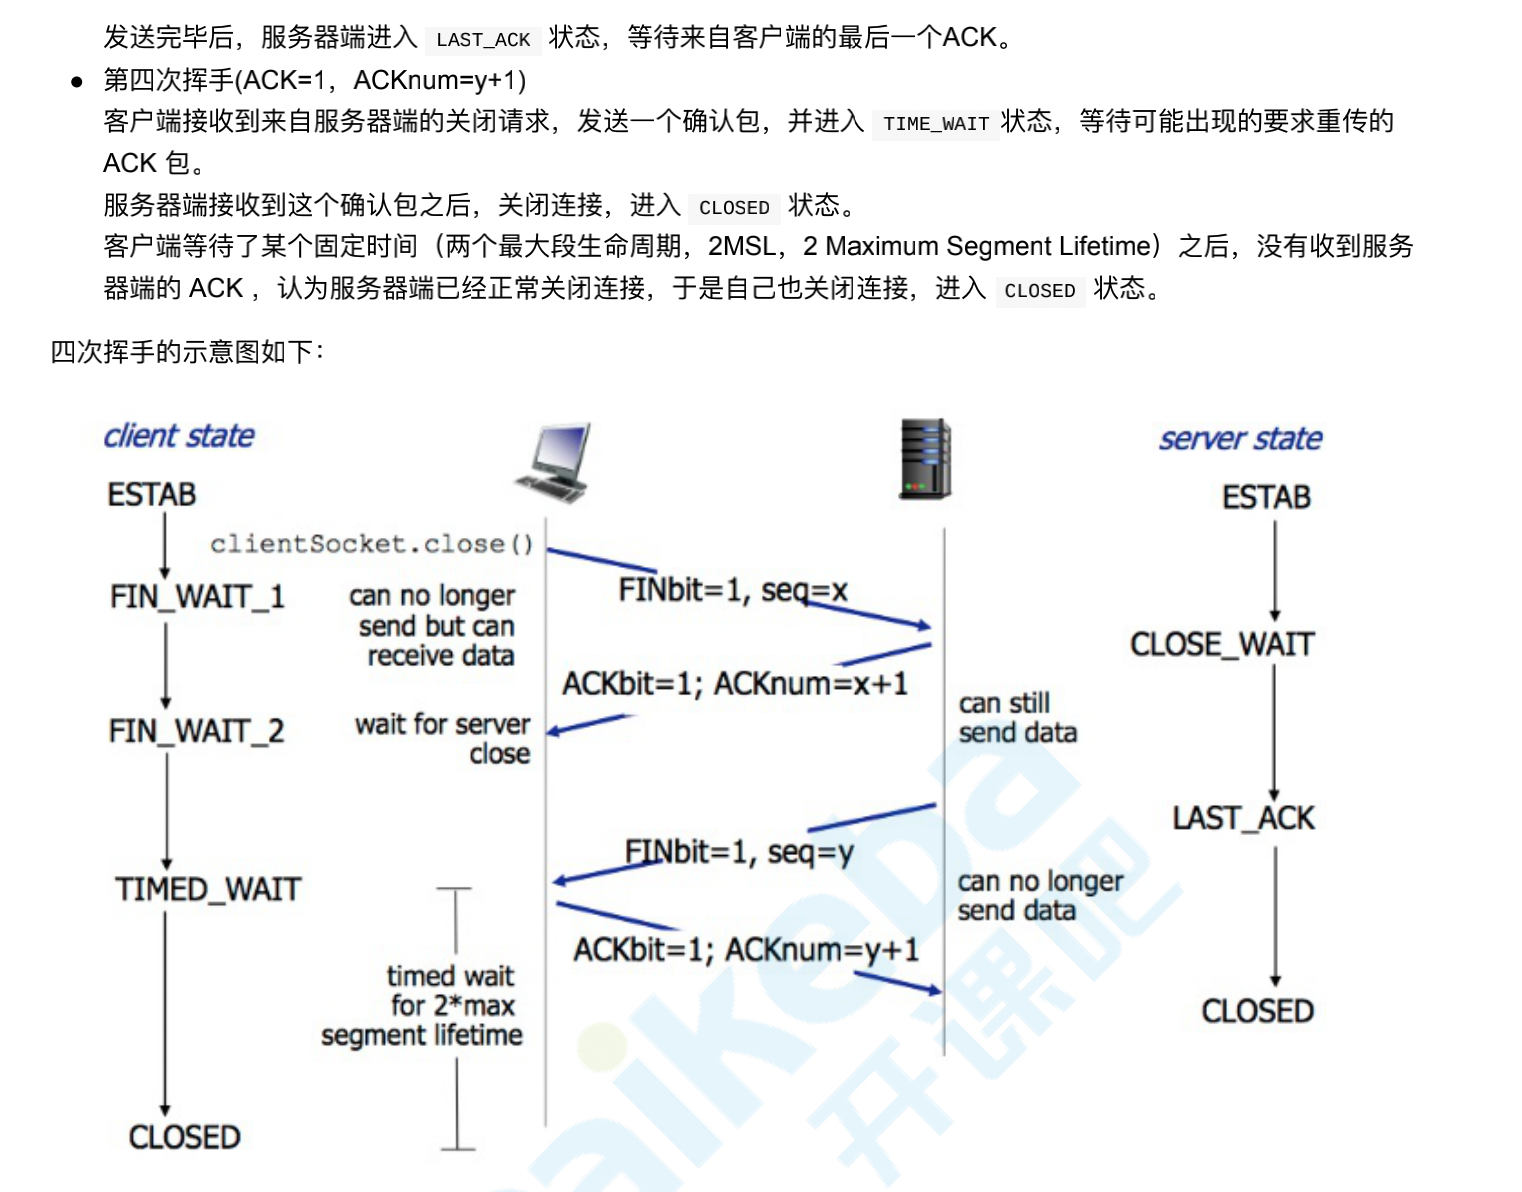 发送完毕后，服务器端进入 LAST_ACK 状态，等待来自客户端的最后一个ACK。
● 第四次挥手(ACK=1，ACKnum=y+1)
客户端接收到来自服务器端的关闭请求，发送一个确认包，并进入 TIME_WAIT 状态，等待可能出现的要求重传的
ACK 包。
服务器端接收到这个确认包之后，关闭连接，进入 CLOSED 状态。
客户端等待了某个固定时间（两个最大段生命周期，2MSL，2 Maximum Segment Lifetime）之后，没有收到服务
器端的 ACK ，认为服务器端已经正常关闭连接，于是自己也关闭连接，进入 CLOSED 状态。
四次挥手的示意图如下：
client state
server state
ESTAB
ESTAB
clientSocket.close()
FINbit=1, seq=x
FIN_WAIT_1
can no longer
send but can
receive data
CLOSE_WAIT
ACKbit=1; ACKnum=x+1
can still
send data
FIN_WAIT_2
wait for server
close
LAST_ACK
FINbit=1, seq=y
can no longer
send data
TIMED_WAIT
ACKbit=1; ACKnum=y+1
timed wait
for 2*max
segment lifetime
CLOSED
CLOSED
aikeba
开课吧